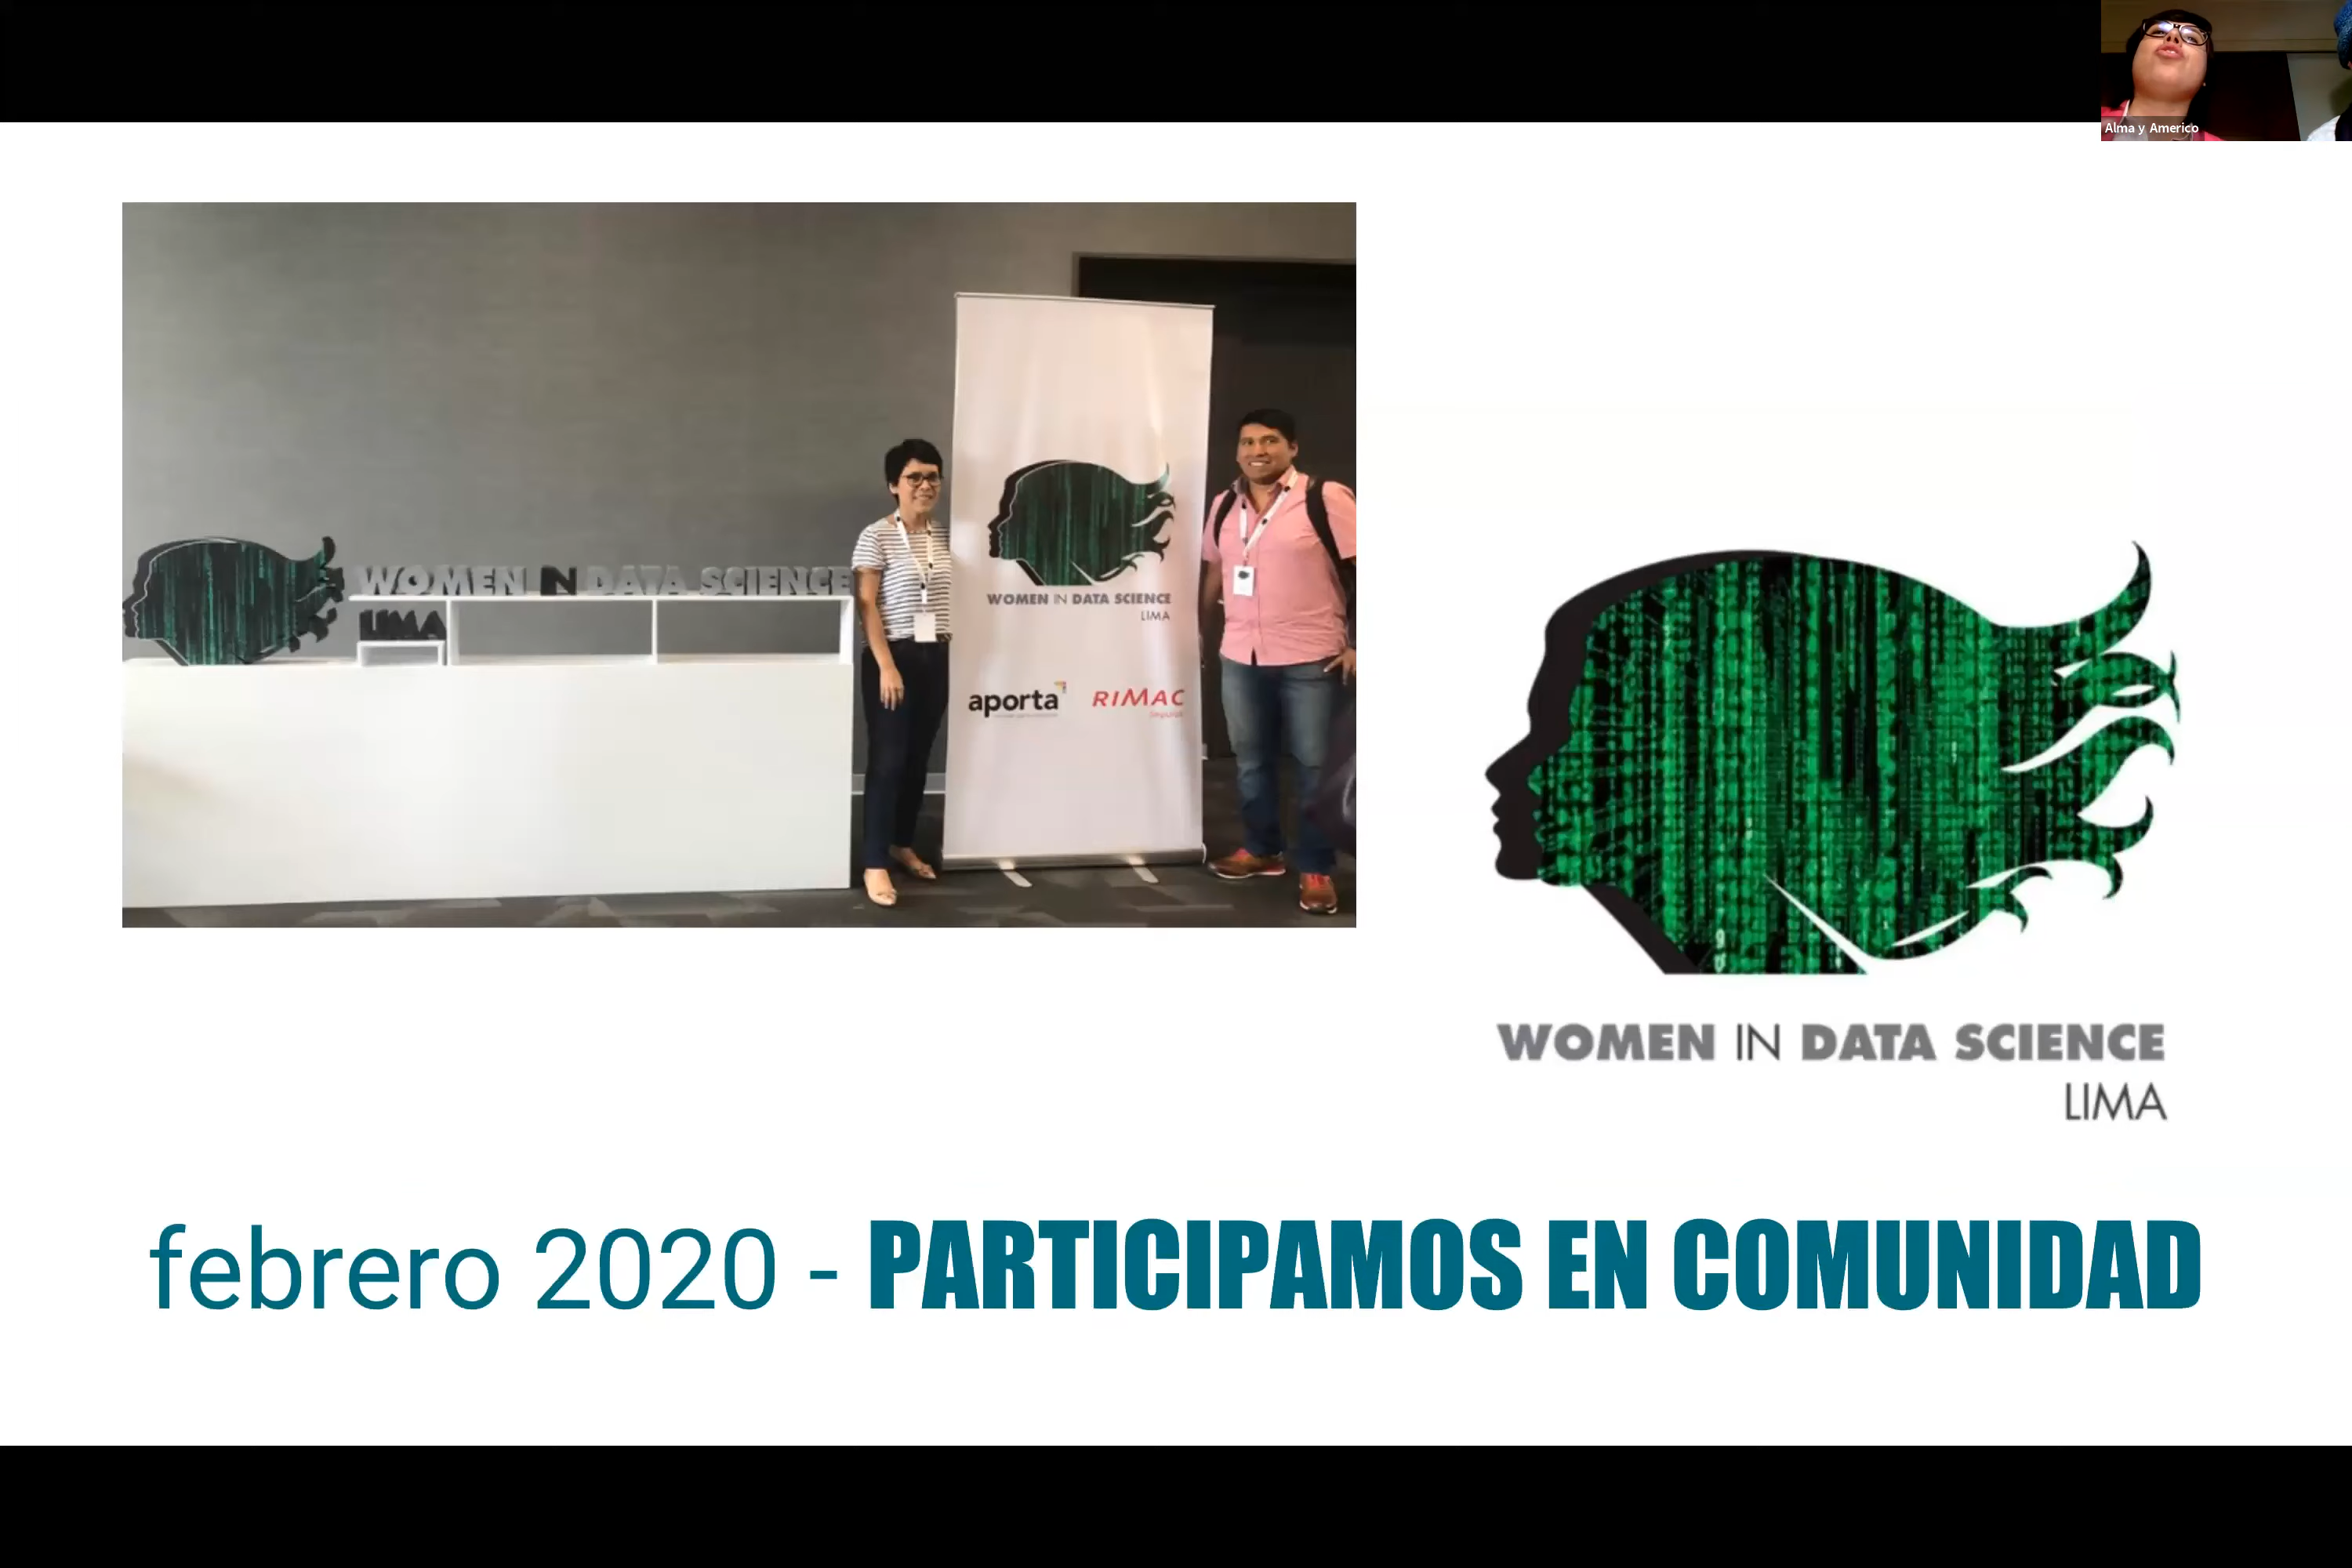 Alma y Americo
WOMEN IN DATA SCIENCE
LIMA
WOMEN IN DATA SCIENCE
LIMA
aporta
RIMAC
WOMEN IN DATA SCIENCE
LIMA
febrero 2020 - PARTICIPAMOS EN COMUNIDAD